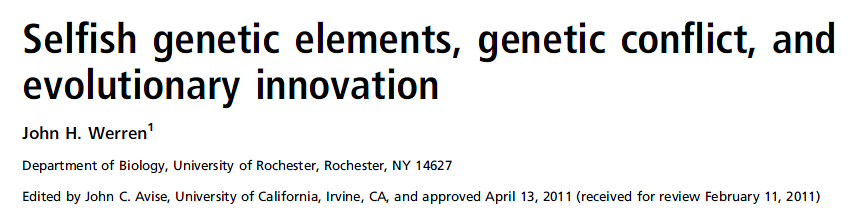 Selfish genetic elements, genetic conflict, and
evolutionary innovation
John H. Werren1
Department of Biology, University of Rochester, Rochester, NY 14627
Edited by John C. Avise, University of California, Irvine, CA, and approved April 13, 2011 (received for review February 11, 2011)